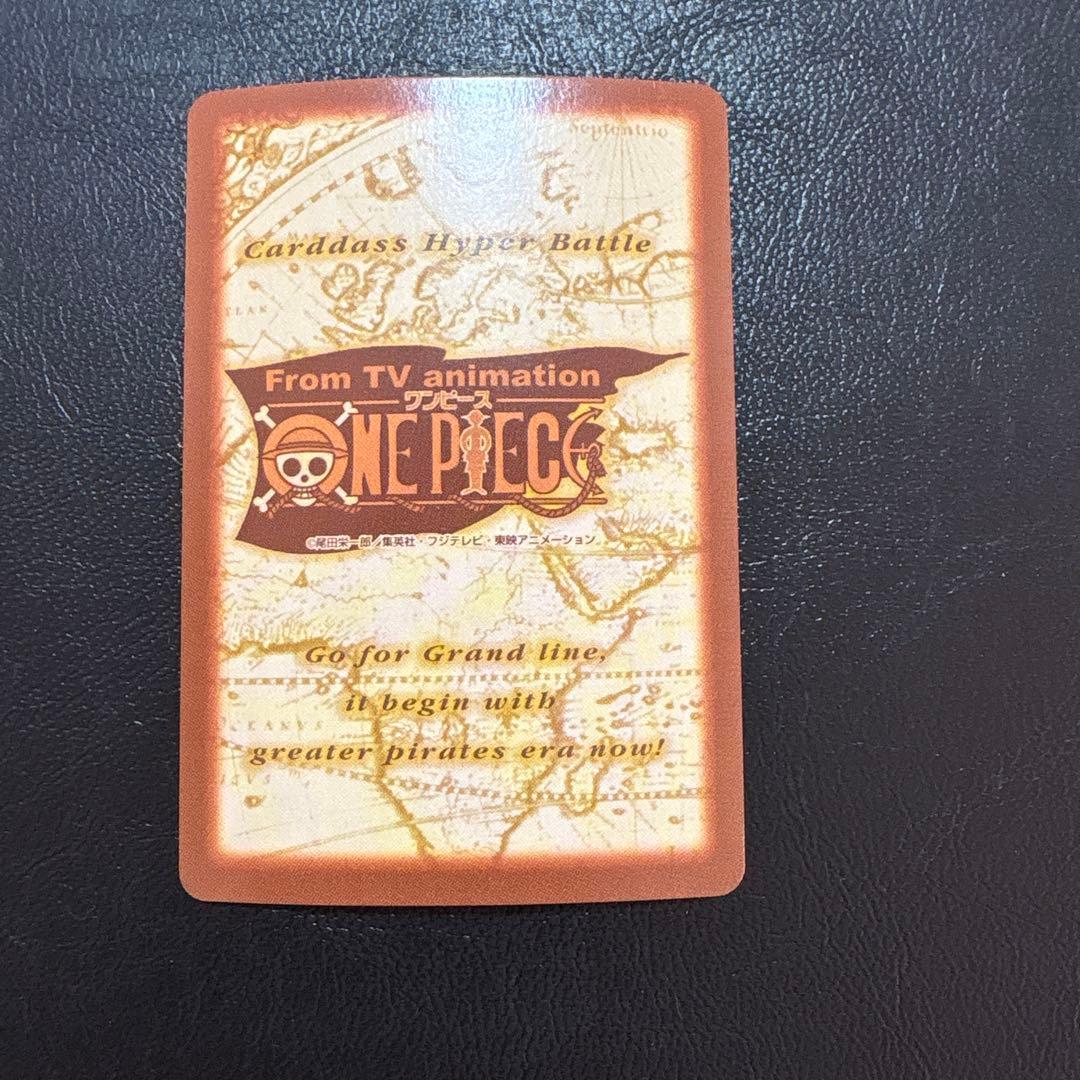 Septentrio
Carddass Hyper Battle
From TV animation
ワンピース
ONE PIECE
©尾田栄一郎／集英社・フジテレビ・東映アニメーション
Go for Grand line,
it begin with
greater pirates era now!